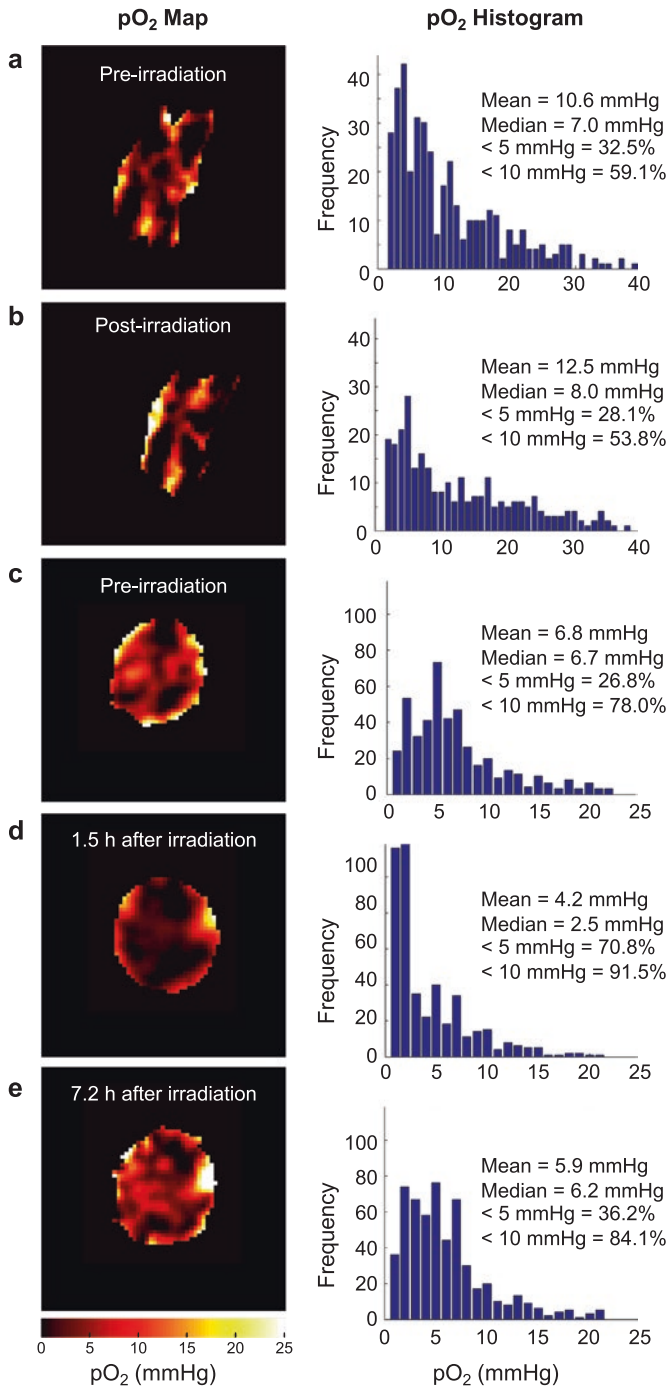 pO₂ Map
pO₂ Histogram
a
Pre-irradiation
Frequency
40
30
20
10
0
Mean = 10.6 mmHg
Median = 7.0 mmHg
< 5 mmHg = 32.5%
< 10 mmHg = 59.1%
0
10
20
30
40
b
Post-irradiation
Frequency
40
30
20
10
0
Mean = 12.5 mmHg
Median = 8.0 mmHg
< 5 mmHg = 28.1%
< 10 mmHg = 53.8%
0
10
20
30
40
c
Pre-irradiation
Frequency
100
80
60
40
20
0
Mean = 6.8 mmHg
Median = 6.7 mmHg
< 5 mmHg = 26.8%
< 10 mmHg = 78.0%
0
5
10
15
20
25
d
1.5 h after irradiation
Frequency
100
80
60
40
20
0
Mean = 4.2 mmHg
Median = 2.5 mmHg
< 5 mmHg = 70.8%
< 10 mmHg = 91.5%
0
5
10
15
20
25
e
7.2 h after irradiation
Frequency
100
80
60
40
20
0
Mean = 5.9 mmHg
Median = 6.2 mmHg
< 5 mmHg = 36.2%
< 10 mmHg = 84.1%
0
5
10
15
20
25
0
5
10
15
20
25
pO₂ (mmHg)
pO₂ (mmHg)